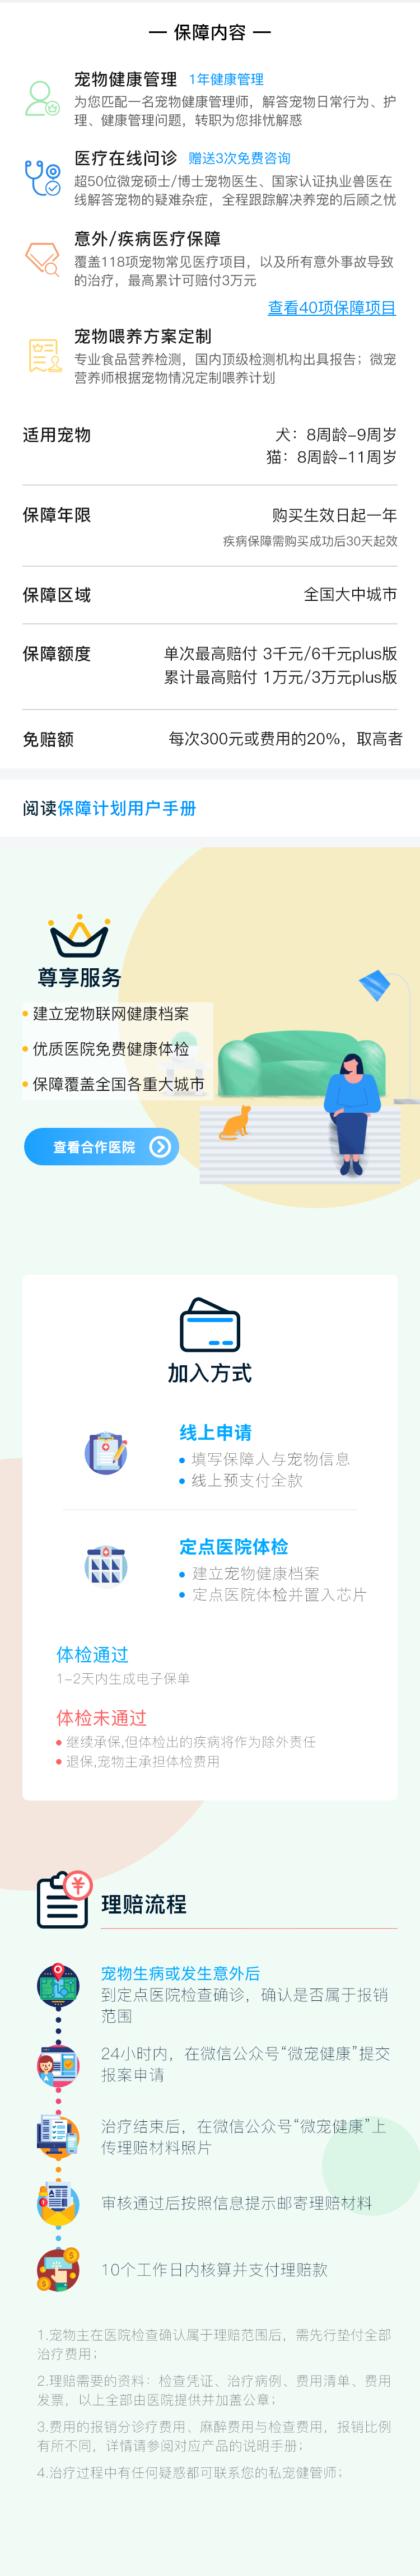 — 保障内容 —
宠物健康管理 1年健康管理
为您匹配一名宠物健康管理师，解答宠物日常行为、护
理、健康管理问题，转职为您排忧解惑
医疗在线问诊 赠送3次免费咨询
超50位微宠硕士/博士宠物医生、国家认证执业兽医在
线解答宠物的疑难杂症，全程跟踪解决养宠的后顾之忧
意外/疾病医疗保障
覆盖118项宠物常见医疗项目，以及所有意外事故导致
的治疗，最高累计可赔付3万元
查看40项保障项目
宠物喂养方案定制
专业食品营养检测，国内顶级检测机构出具报告；微宠
营养师根据宠物情况定制喂养计划
适用宠物 犬：8周龄-9周岁
猫：8周龄-11周岁
保障年限 购买生效日起一年
疾病保障需购买成功后30天起效
保障区域 全国大中城市
保障额度 单次最高赔付 3千元/6千元plus版
累计最高赔付 1万元/3万元plus版
免赔额 每次300元或费用的20%，取高者
阅读保障计划用户手册
尊享服务
建立宠物联网健康档案
优质医院免费健康体检
保障覆盖全国各重大城市
查看合作医院
加入方式
线上申请
填写保障人与宠物信息
线上预支付全款
定点医院体检
建立宠物健康档案
定点医院体检并置入芯片
体检通过
1-2天内生成电子保单
体检未通过
继续承保,但体检出的疾病将作为除外责任
退保,宠物主承担体检费用
¥
理赔流程
宠物生病或发生意外后
到定点医院检查确诊，确认是否属于报销
范围
24小时内，在微信公众号“微宠健康”提交
报案申请
治疗结束后，在微信公众号“微宠健康”上
传理赔材料照片
审核通过后按照信息提示邮寄理赔材料
10个工作日内核算并支付理赔款
1.宠物主在医院检查确认属于理赔范围后，需先行垫付全部
治疗费用；
2.理赔需要的资料：检查凭证、治疗病例、费用清单、费用
发票，以上全部由医院提供并加盖公章；
3.费用的报销分诊疗费用、麻醉费用与检查费用，报销比例
有所不同，详情请参阅对应产品的说明手册；
4.治疗过程中有任何疑惑都可联系您的私宠健管师；